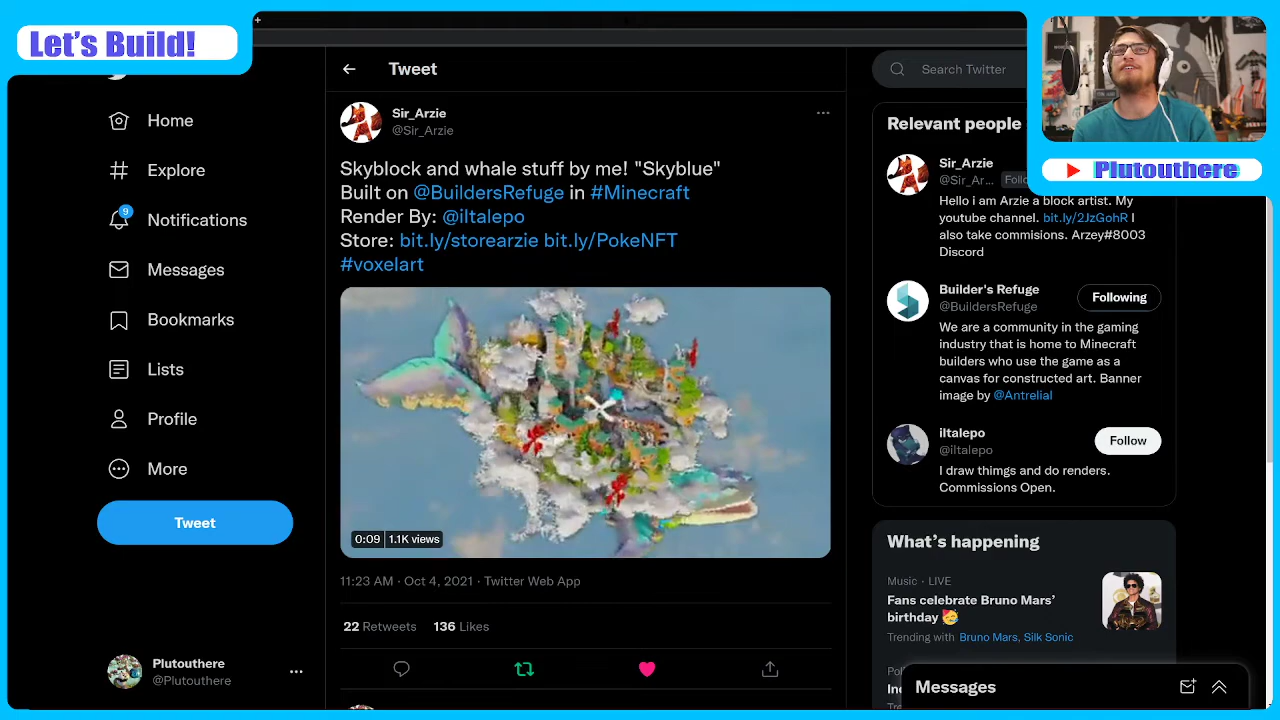 Let's Build!
Home
Explore
9
Notifications
Messages
Bookmarks
Lists
Profile
More
Tweet
Plutouthere
@Plutouthere
Tweet
Sir_Arzie
@Sir_Arzie
Skyblock and whale stuff by me! "Skyblue"
Built on @BuildersRefuge in #Minecraft
Render By: @iltalepo
Store: bit.ly/storearzie bit.ly/PokeNFT
#voxelart
0:09 1.1K views
11:23 AM · Oct 4, 2021 · Twitter Web App
22 Retweets 136 Likes
Search Twitter
Plutouthere
Relevant people
Sir_Arzie
@Sir_Ar...
Hello i am Arzie a block artist. My
youtube channel. bit.ly/2JzGohR I
also take commisions. Arzey#8003
Discord
Builder's Refuge
@BuildersRefuge
Following
We are a community in the gaming
industry that is home to Minecraft
builders who use the game as a
canvas for constructed art. Banner
image by @Antrelial
iltalepo
@iltalepo
Follow
I draw things and do renders.
Commissions Open.
What's happening
Music · LIVE
Fans celebrate Bruno Mars'
birthday 🥳
Trending with Bruno Mars, Silk Sonic
Messages